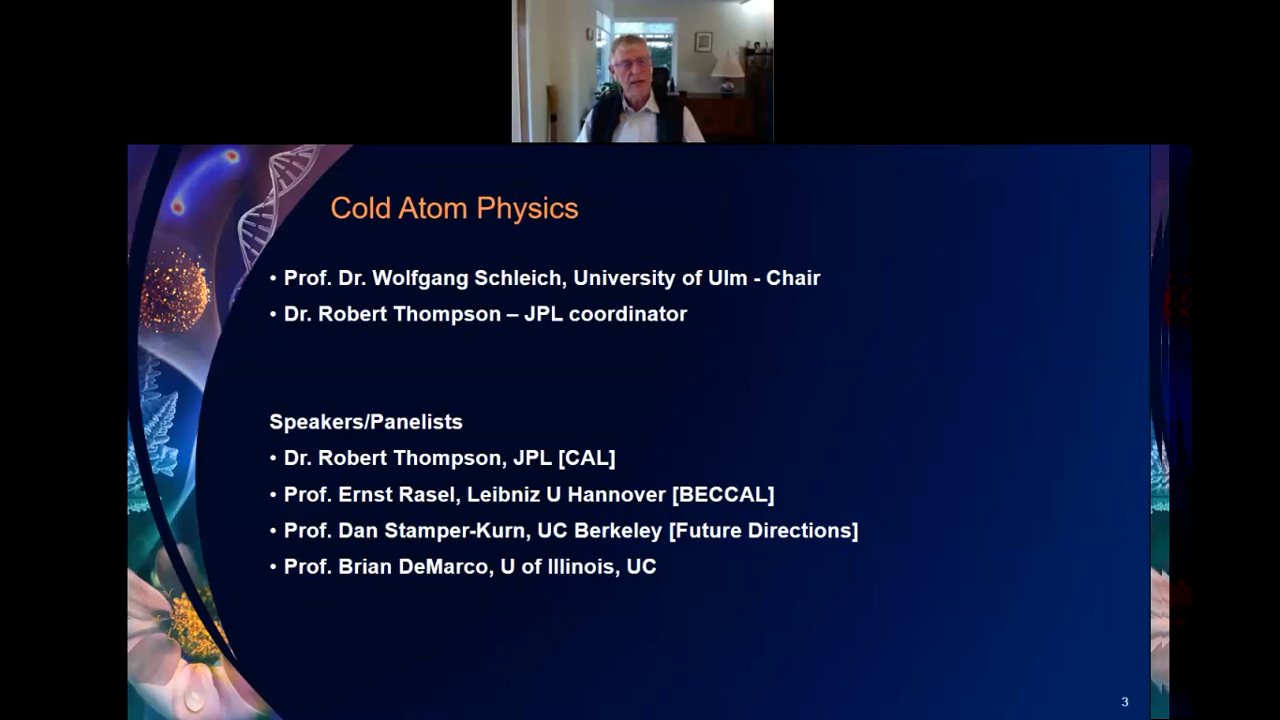 Cold Atom Physics
• Prof. Dr. Wolfgang Schleich, University of Ulm - Chair
• Dr. Robert Thompson – JPL coordinator
Speakers/Panelists
• Dr. Robert Thompson, JPL [CAL]
• Prof. Ernst Rasel, Leibniz U Hannover [BECCAL]
• Prof. Dan Stamper-Kurn, UC Berkeley [Future Directions]
• Prof. Brian DeMarco, U of Illinois, UC
3